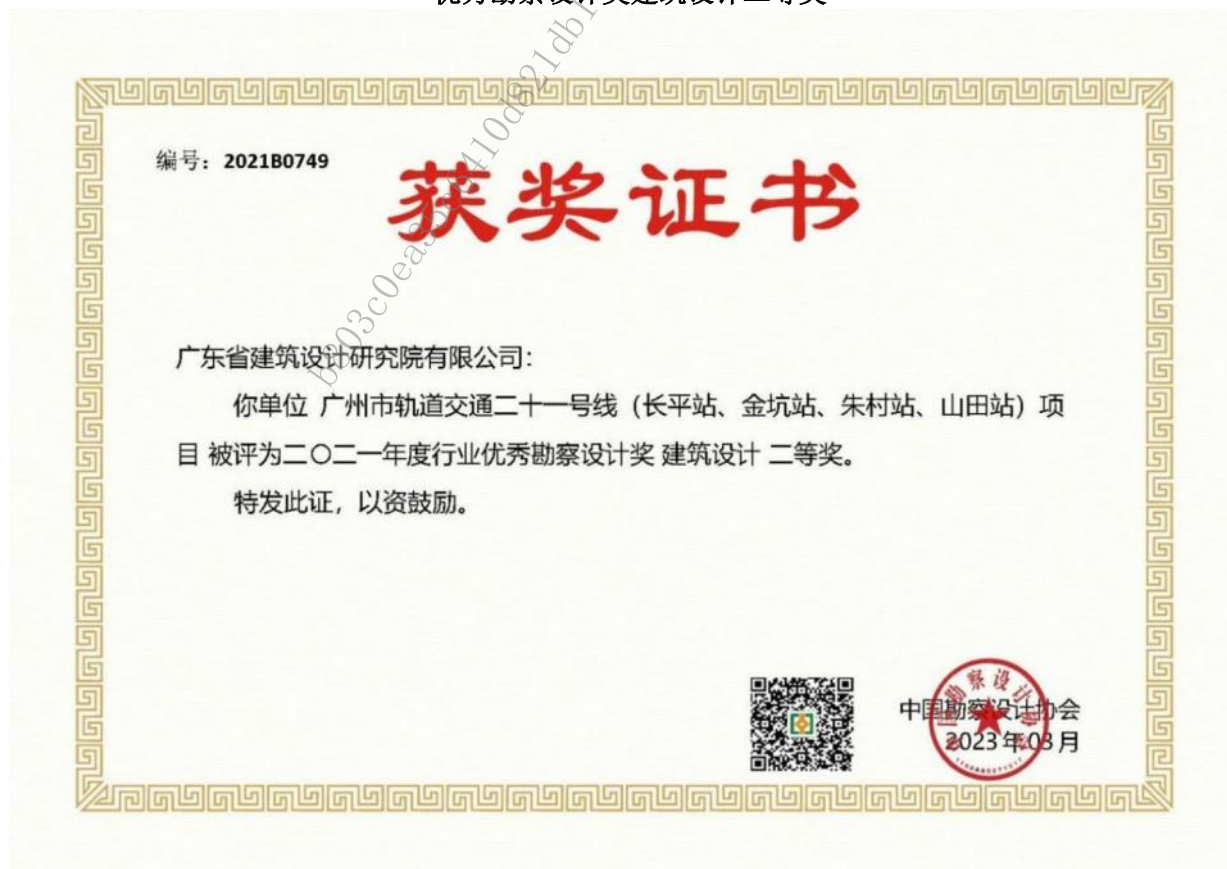 编号：2021B0749
获奖证书
广东省建筑设计研究院有限公司：
你单位 广州市轨道交通二十一号线（长平站、金坑站、朱村站、山田站）项
目 被评为二〇二一年度行业优秀勘察设计奖 建筑设计 二等奖。
特发此证，以资鼓励。
中国勘察设计协会
2023年03月